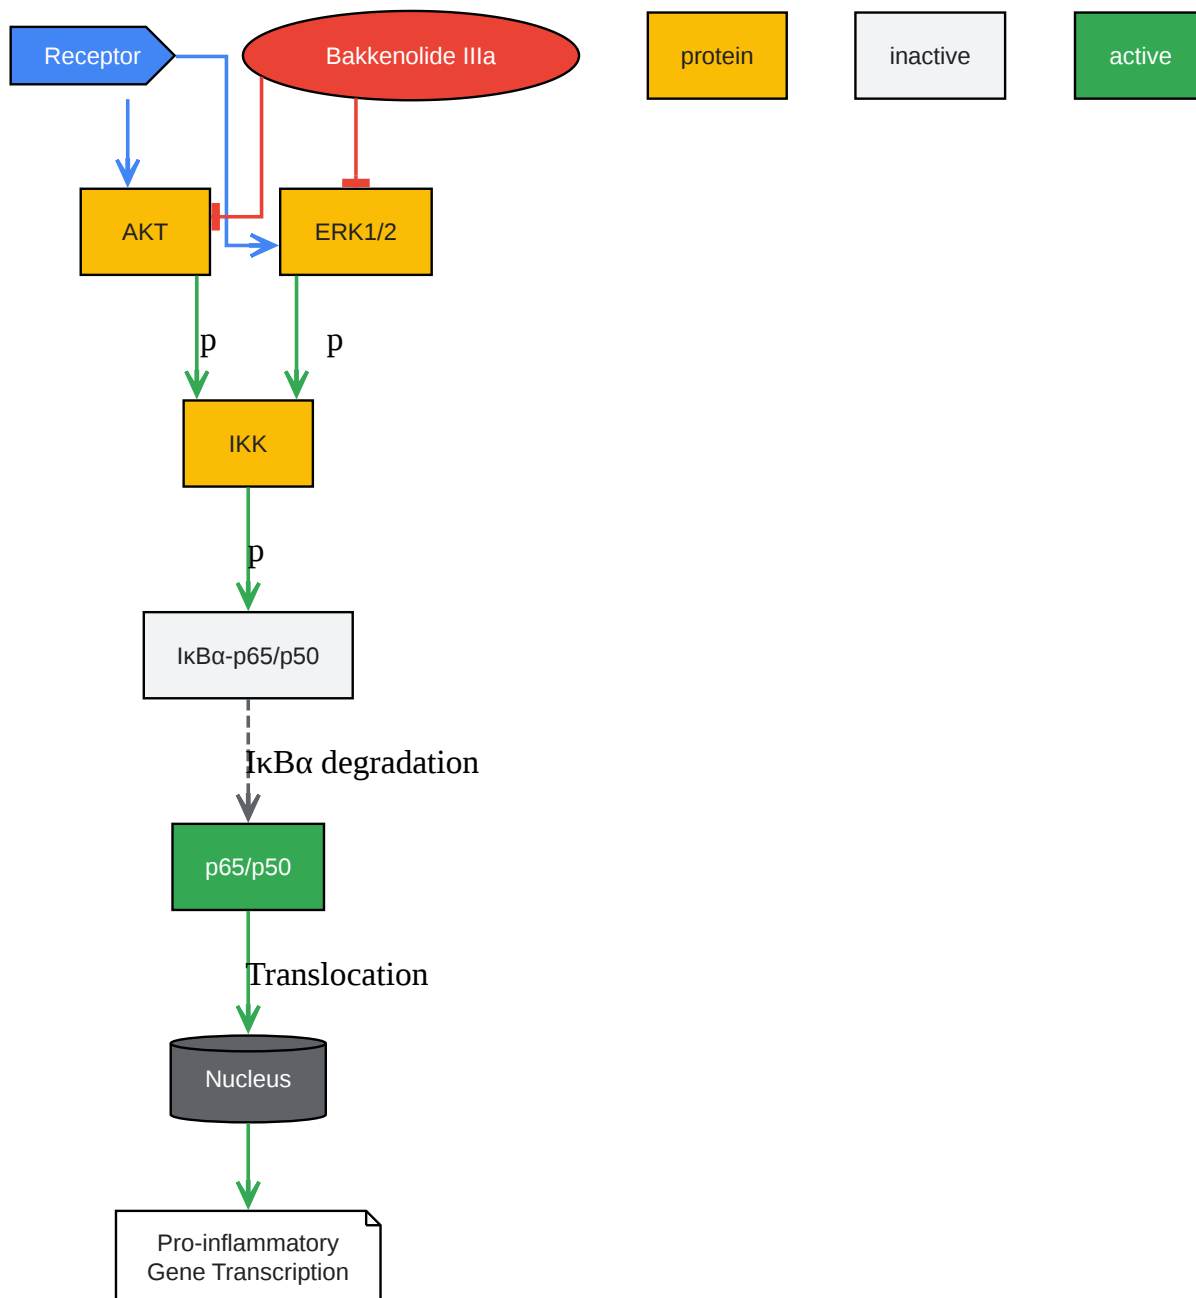 Receptor
Bakkenolide IIIa
protein
inactive
active
AKT
ERK1/2
p
p
IKK
p
IκBα-p65/p50
IκBα degradation
p65/p50
Translocation
Nucleus
Pro-inflammatory
Gene Transcription